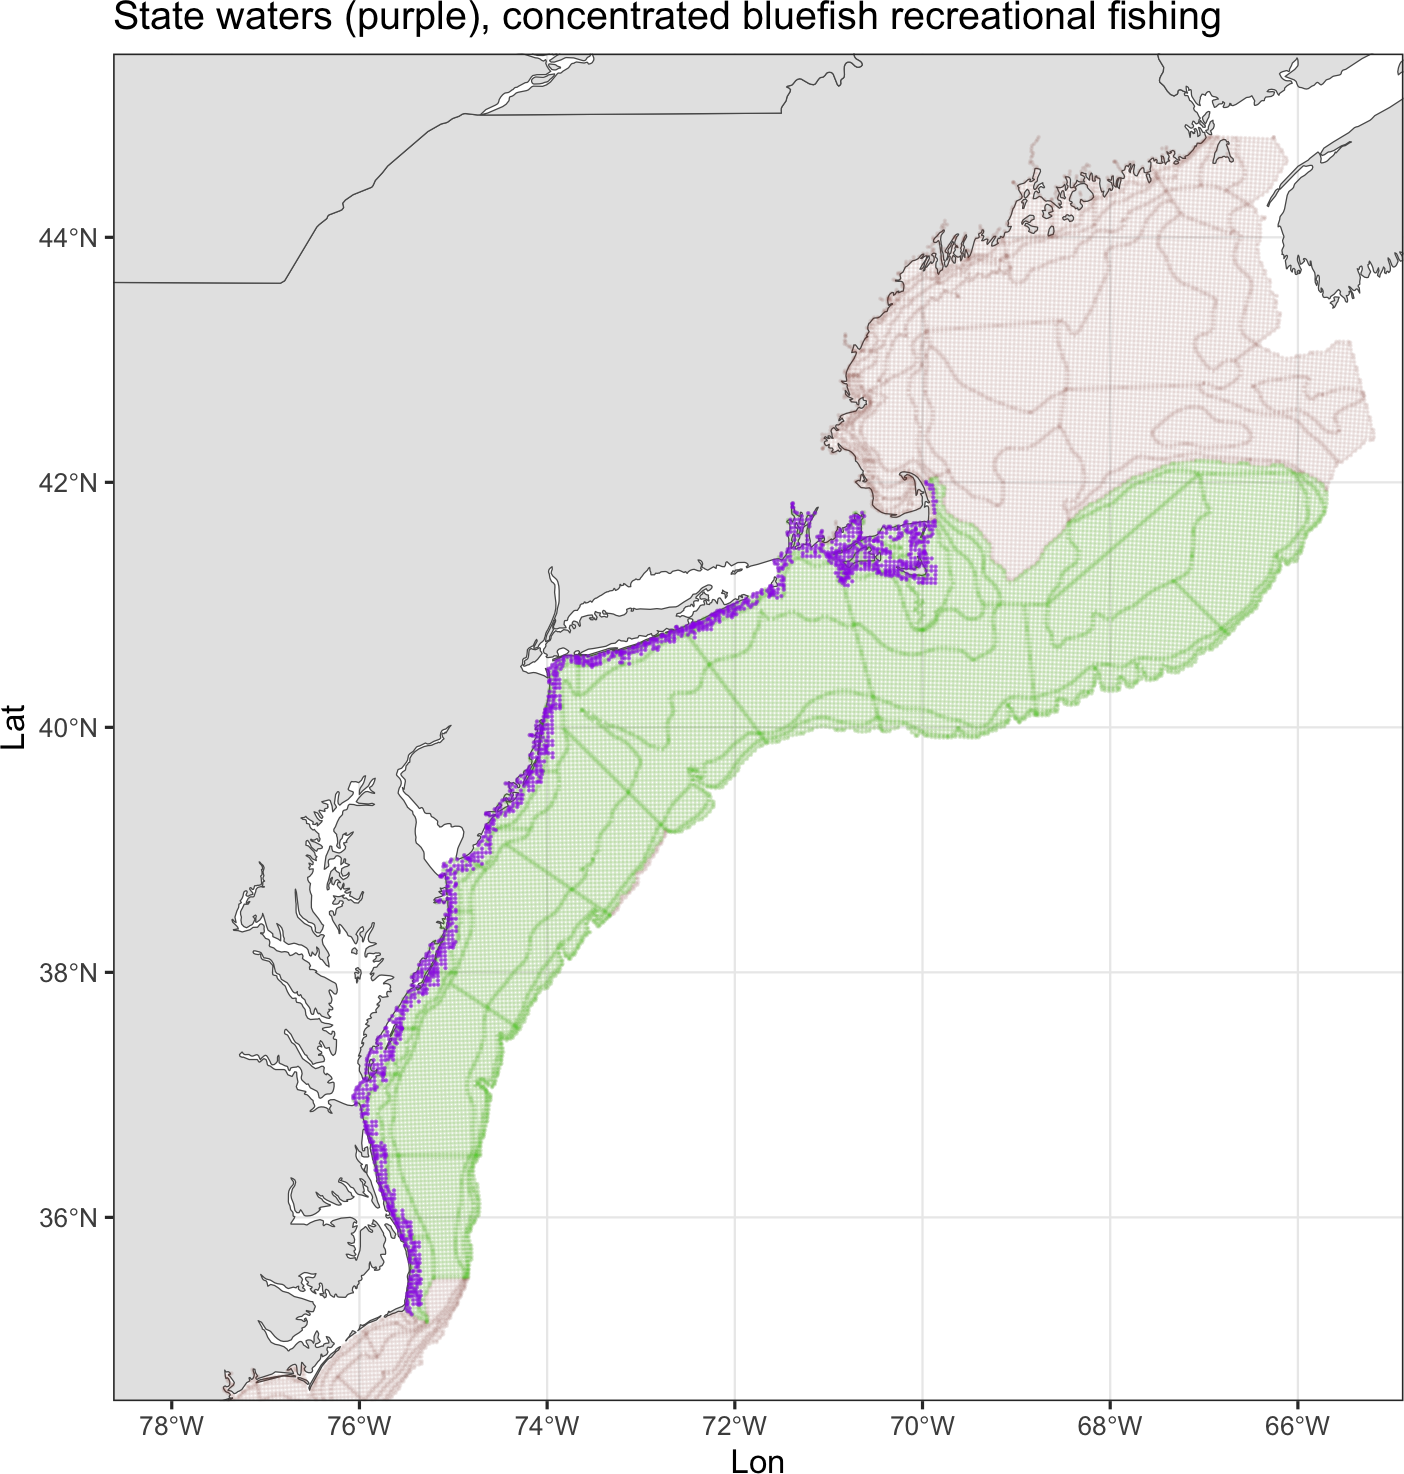 State waters (purple), concentrated bluefish recreational fishing
44°N
42°N
40°N
38°N
36°N
Lat
78°W
76°W
74°W
72°W
70°W
68°W
66°W
Lon